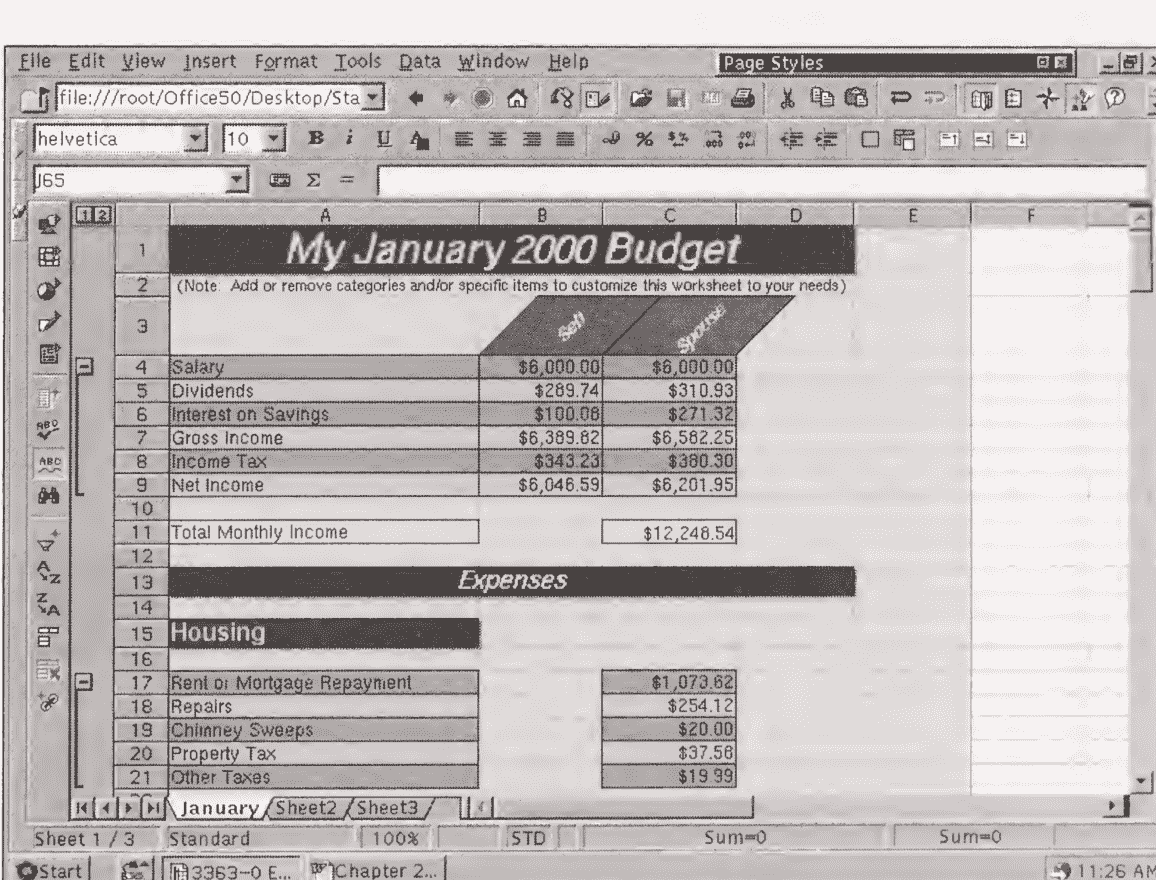 File Edit View Insert Format Tools Data Window Help Page Styles
file:///root/Office50/Desktop/Sta
helvetica 10 B i U A % $%
J65 Σ =
1 2 A B C D E F
1 My January 2000 Budget
2 (Note: Add or remove categories and/or specific items to customize this worksheet to your needs)
3 Self Spouse
4 Salary $6,000.00 $6,000.00
5 Dividends $289.74 $310.93
6 Interest on Savings $100.08 $271.32
7 Gross Income $6,389.82 $6,582.25
8 Income Tax $343.23 $380.30
9 Net Income $6,046.59 $6,201.95
10
11 Total Monthly Income $12,248.54
12
13 Expenses
14
15 Housing
16
17 Rent or Mortgage Repayment $1,073.62
18 Repairs $254.12
19 Chimney Sweeps $20.00
20 Property Tax $37.56
21 Other Taxes $19.99
January Sheet2 Sheet3
Sheet 1 / 3 Standard 100% STD Sum=0 Sum=0
Start 3363-0 E... Chapter 2... 11:26 AM